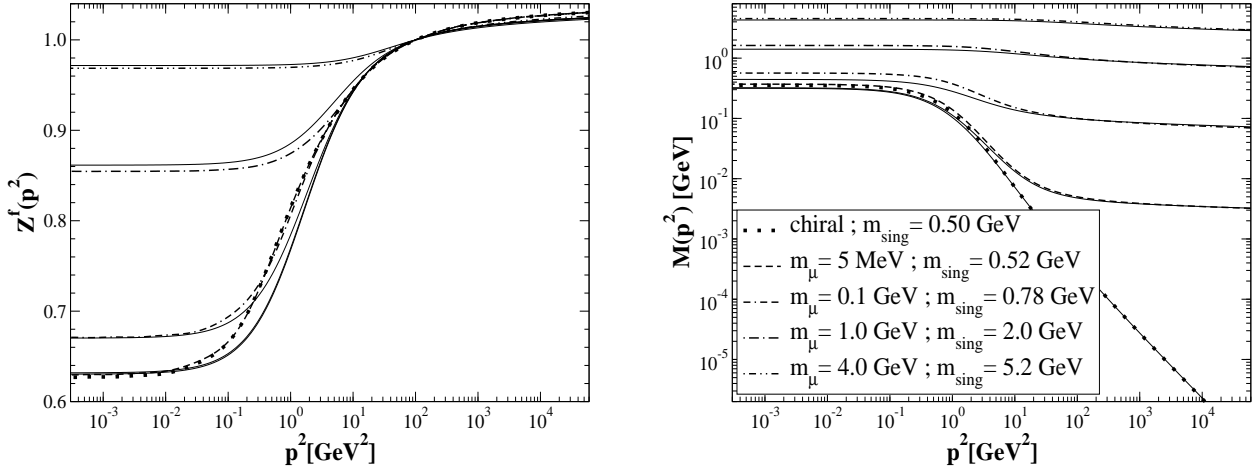 Z^f(p^2)
1.0
0.9
0.8
0.7
0.6
10^-3 10^-2 10^-1 10^0 10^1 10^2 10^3 10^4
p^2[GeV^2]
M(p^2) [GeV]
10^0
10^-1
10^-2
10^-3
10^-4
10^-5
chiral ; m_sing= 0.50 GeV
m_μ= 5 MeV ; m_sing= 0.52 GeV
m_μ= 0.1 GeV ; m_sing= 0.78 GeV
m_μ= 1.0 GeV ; m_sing= 2.0 GeV
m_μ= 4.0 GeV ; m_sing= 5.2 GeV
10^-3 10^-2 10^-1 10^0 10^1 10^2 10^3 10^4
p^2[GeV^2]